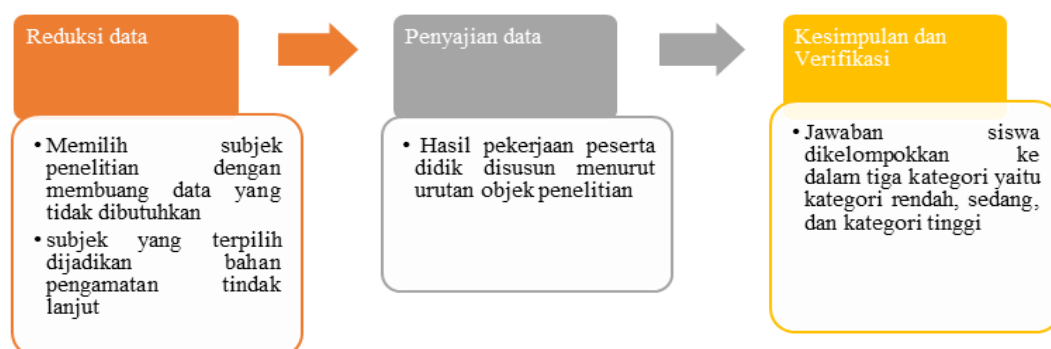 Reduksi data
• Memilih subjek
penelitian dengan
membuang data yang
tidak dibutuhkan
• subjek yang terpilih
dijadikan bahan
pengamatan tindak
lanjut
Penyajian data
• Hasil pekerjaan peserta
didik disusun menurut
urutan objek penelitian
Kesimpulan dan
Verifikasi
• Jawaban siswa
dikelompokkan ke
dalam tiga kategori yaitu
kategori rendah, sedang,
dan kategori tinggi